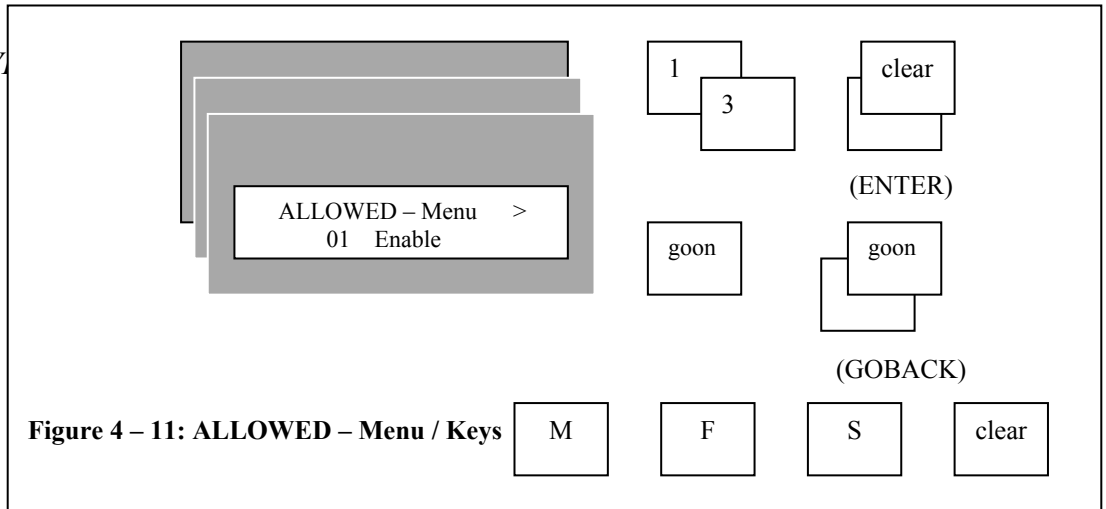 1 clear
3
(ENTER)
ALLOWED – Menu >
01 Enable
goon goon
(GOBACK)
Figure 4 – 11: ALLOWED – Menu / Keys M F S clear